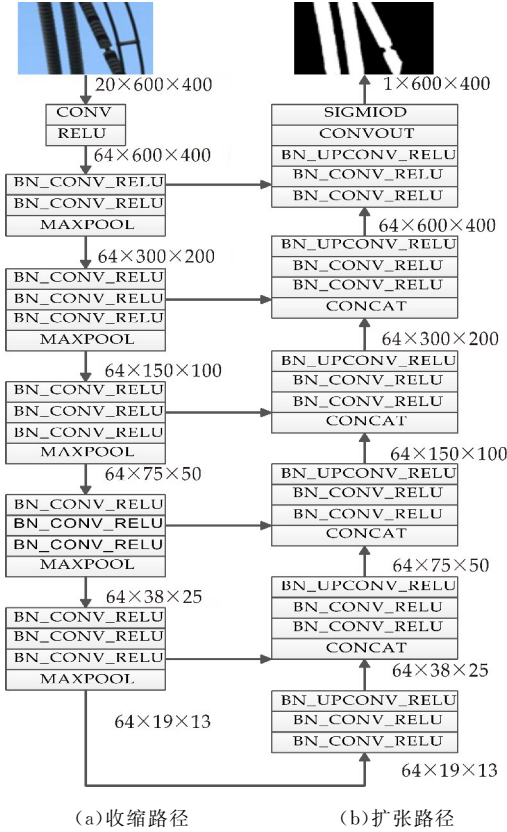 20×600×400
CONV
RELU
64×600×400
BN_CONV_RELU
BN_CONV_RELU
MAXPOOL
64×300×200
BN_CONV_RELU
BN_CONV_RELU
BN_CONV_RELU
MAXPOOL
64×150×100
BN_CONV_RELU
BN_CONV_RELU
BN_CONV_RELU
MAXPOOL
64×75×50
BN_CONV_RELU
BN_CONV_RELU
BN_CONV_RELU
MAXPOOL
64×38×25
BN_CONV_RELU
BN_CONV_RELU
BN_CONV_RELU
MAXPOOL
64×19×13
(a)收缩路径
1×600×400
SIGMIOD
CONVOUT
BN_UPCONV_RELU
BN_CONV_RELU
BN_CONV_RELU
64×600×400
BN_UPCONV_RELU
BN_CONV_RELU
BN_CONV_RELU
CONCAT
64×300×200
BN_UPCONV_RELU
BN_CONV_RELU
BN_CONV_RELU
CONCAT
64×150×100
BN_UPCONV_RELU
BN_CONV_RELU
BN_CONV_RELU
CONCAT
64×75×50
BN_UPCONV_RELU
BN_CONV_RELU
BN_CONV_RELU
CONCAT
64×38×25
BN_UPCONV_RELU
BN_CONV_RELU
BN_CONV_RELU
64×19×13
(b)扩张路径